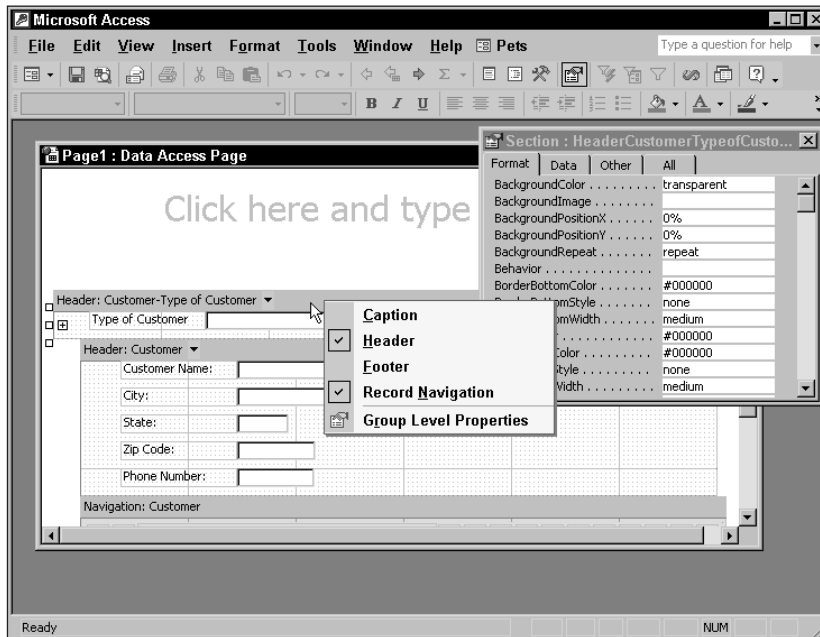 Microsoft Access
File Edit View Insert Format Tools Window Help Pets
Type a question for help
B I U
Page1 : Data Access Page
Click here and type
Header: Customer-Type of Customer
Type of Customer
Header: Customer
Customer Name:
City:
State:
Zip Code:
Phone Number:
Navigation: Customer
Caption
Header
Footer
Record Navigation
Group Level Properties
Section : HeaderCustomerTypeofCusto...
Format Data Other All
BackgroundColor . . . . . . . . . transparent
BackgroundImage . . . . . . . .
BackgroundPositionX . . . . . . 0%
BackgroundPositionY . . . . . . 0%
BackgroundRepeat . . . . . . . repeat
Behavior . . . . . . . . . . . . . .
BorderBottomColor . . . . . . . #000000
none
medium
#000000
#000000
none
medium
Ready
NUM